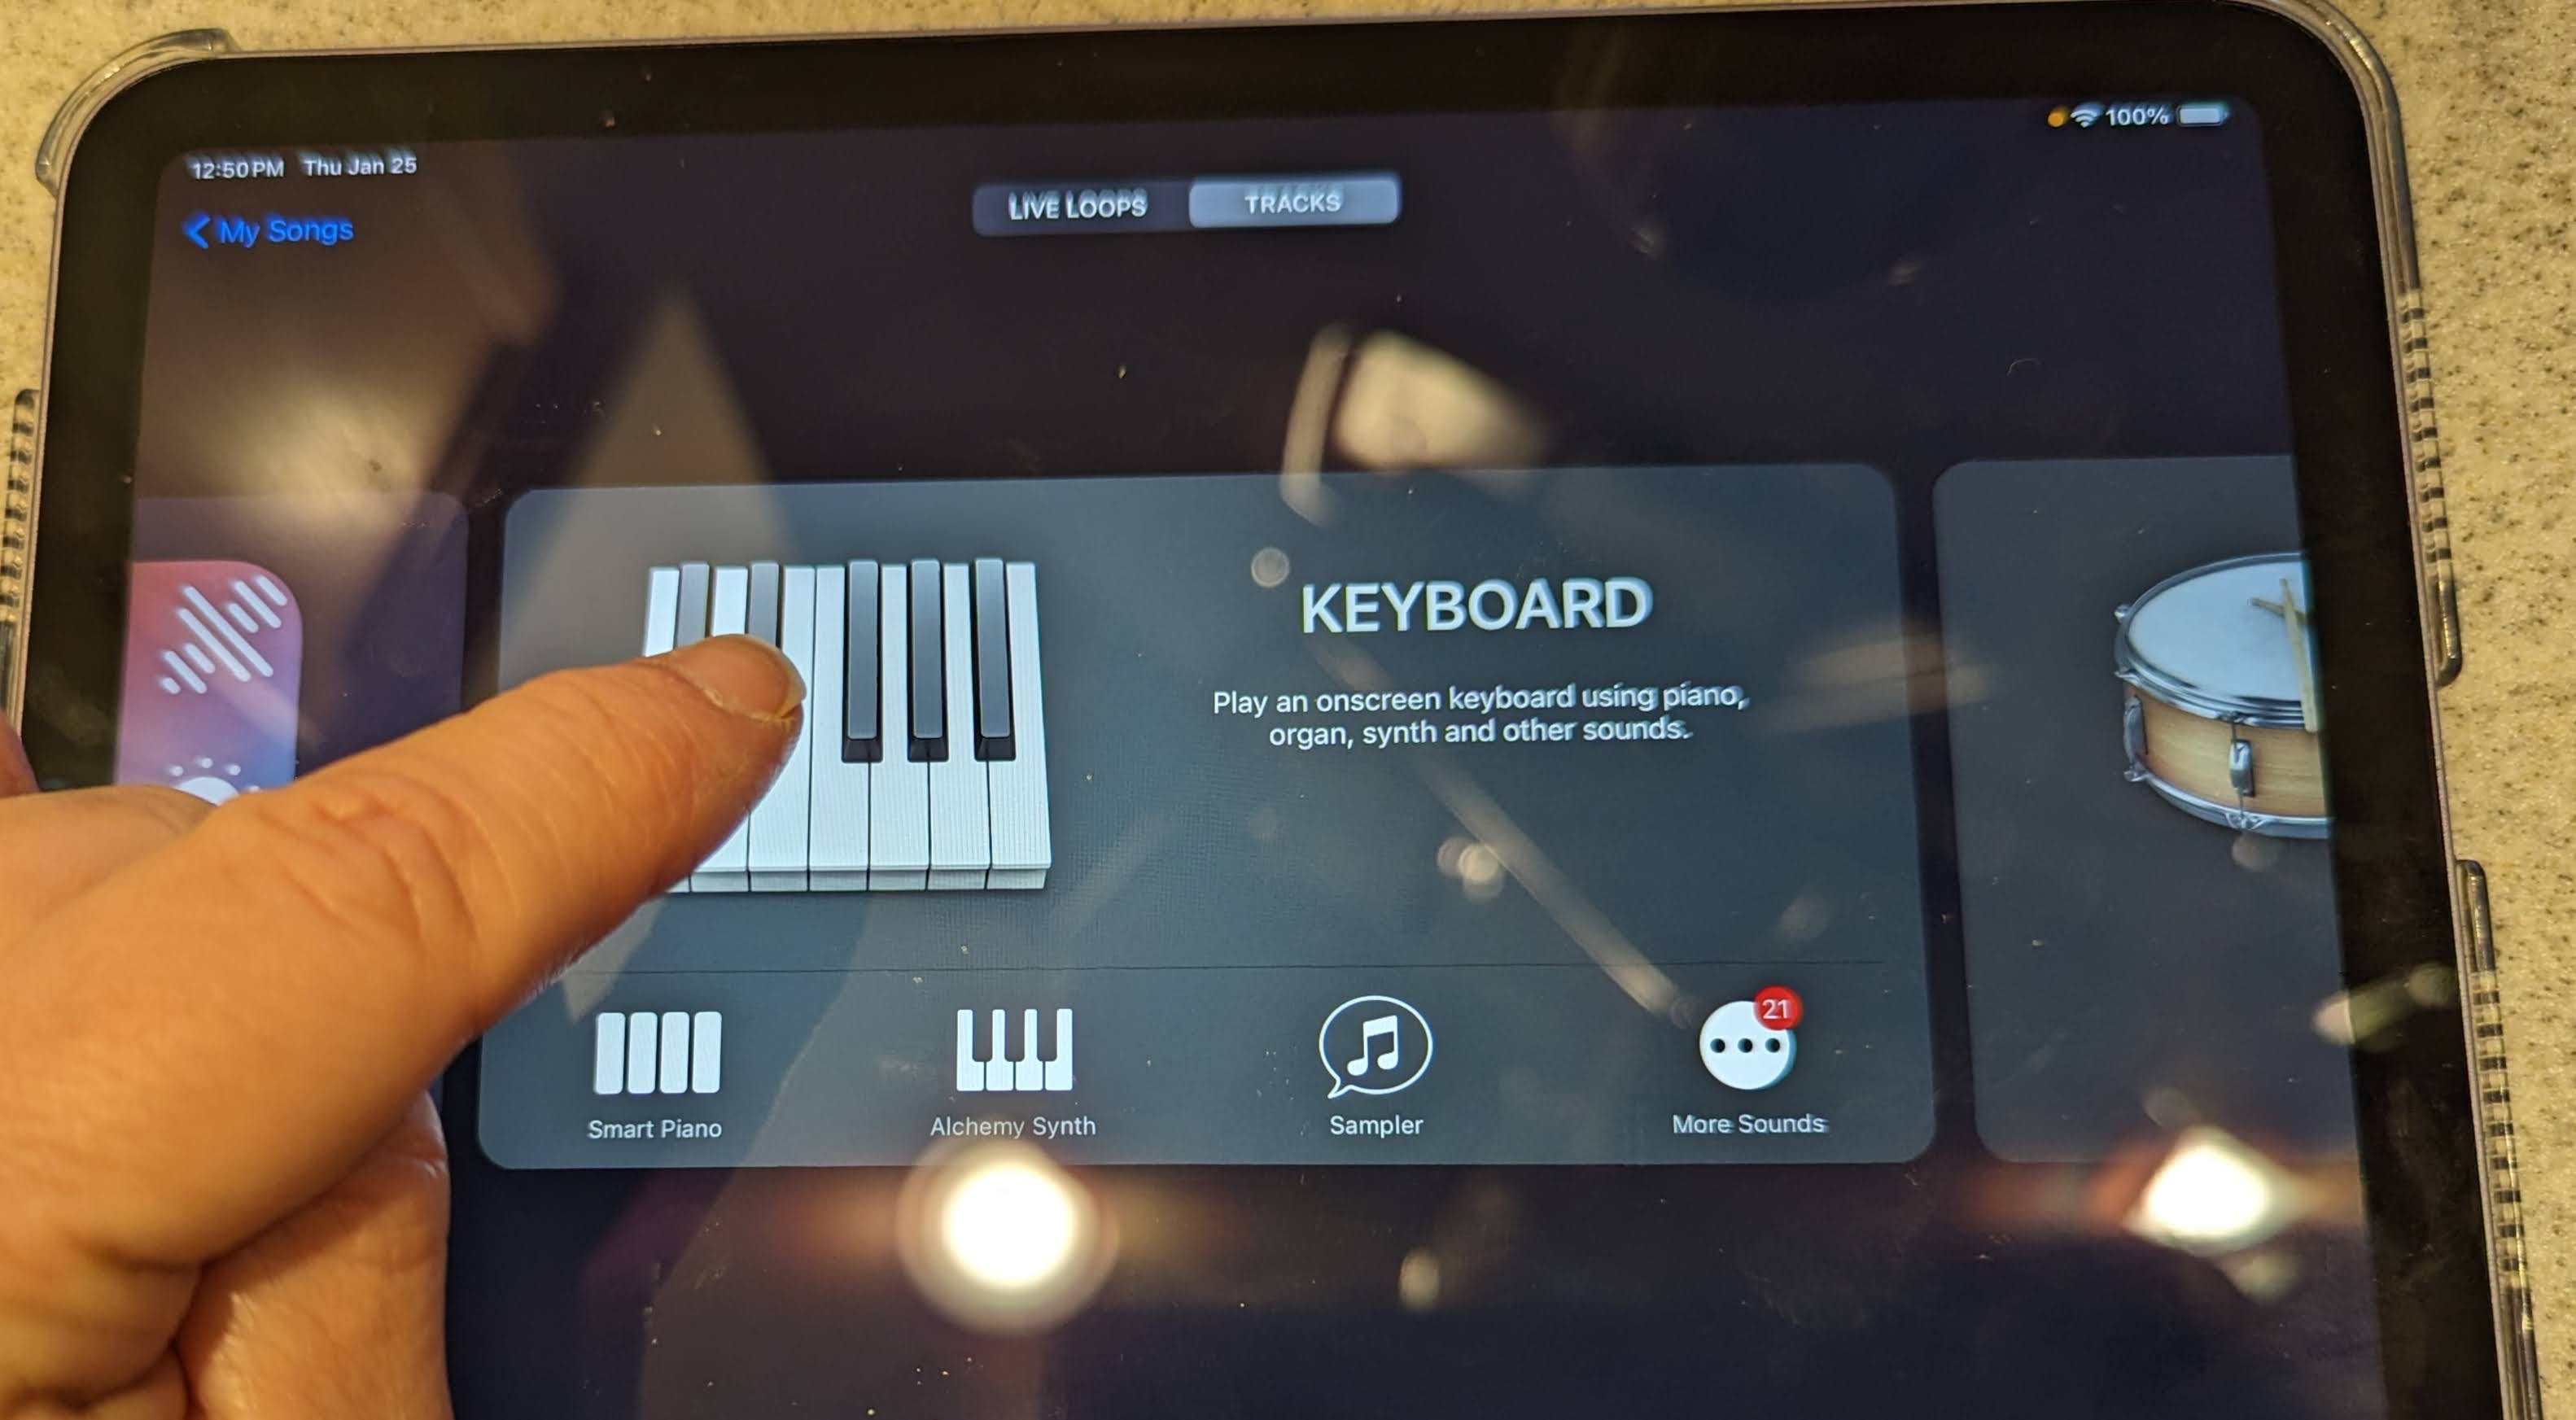 12:50 PM Thu Jan 25
100%
My Songs
LIVE LOOPS
TRACKS
KEYBOARD
Play an onscreen keyboard using piano,
organ, synth and other sounds.
Smart Piano
Alchemy Synth
Sampler
21
More Sounds